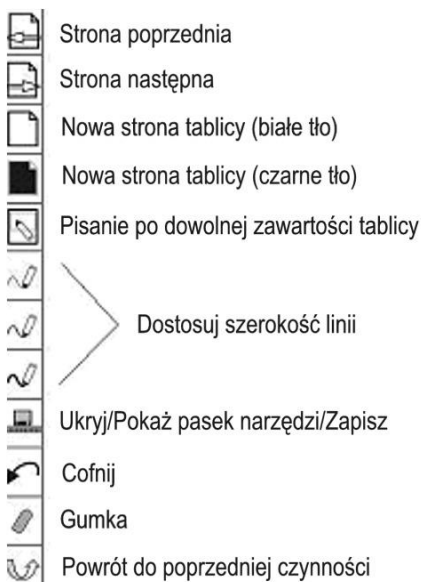 Strona poprzednia
Strona następna
Nowa strona tablicy (białe tło)
Nowa strona tablicy (czarne tło)
Pisanie po dowolnej zawartości tablicy
Dostosuj szerokość linii
Ukryj/Pokaż pasek narzędzi/Zapisz
Cofnij
Gumka
Powrót do poprzedniej czynności